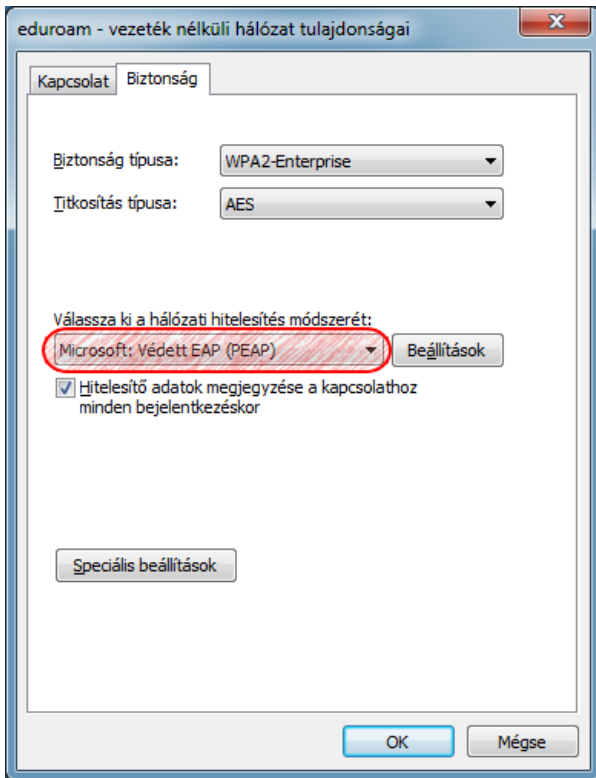 eduroam - vezeték nélküli hálózat tulajdonságai
Kapcsolat Biztonság
Biztonság típusa: WPA2-Enterprise
Titkosítás típusa: AES
Válassza ki a hálózati hitelesítés módszerét:
Microsoft: Védett EAP (PEAP) Beállítások
Hitelesítő adatok megjegyzése a kapcsolathoz
minden bejelentkezéskor
Speciális beállítások
OK Mégse